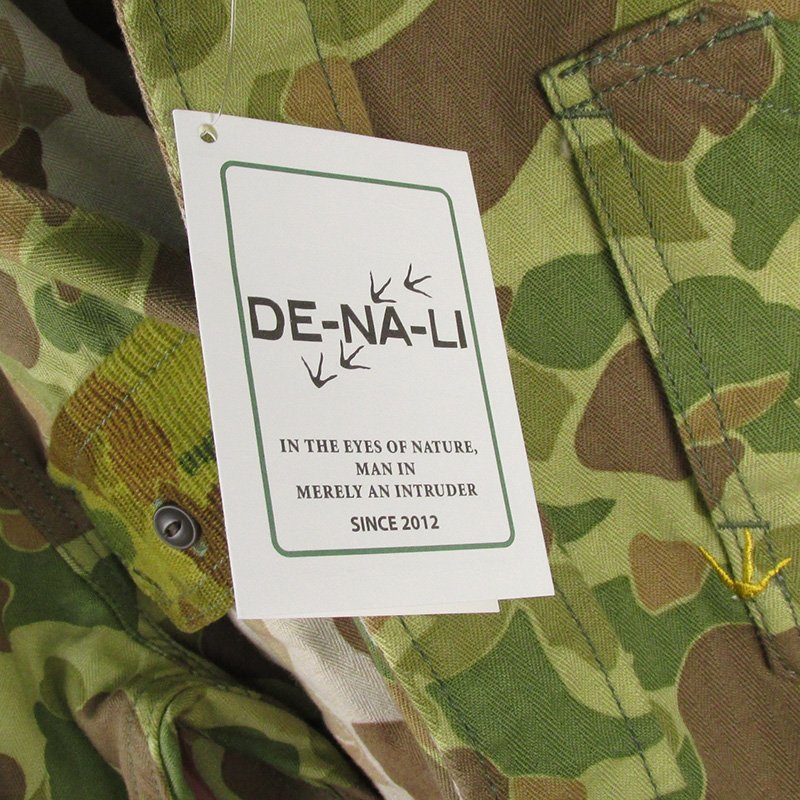 DE-NA-LI
IN THE EYES OF NATURE,
MAN IN
MERELY AN INTRUDER
SINCE 2012